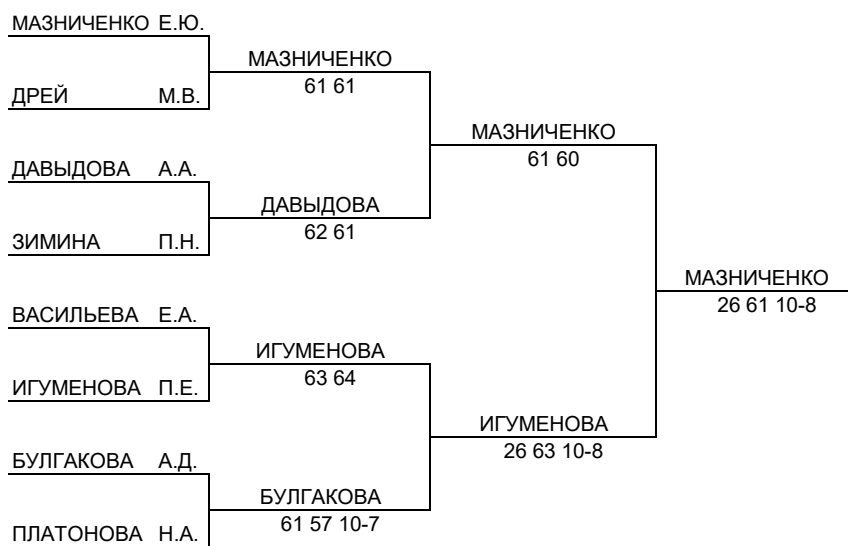 МАЗНИЧЕНКО Е.Ю.
МАЗНИЧЕНКО
61 61
ДРЕЙ М.В.
МАЗНИЧЕНКО
61 60
ДАВЫДОВА А.А.
ДАВЫДОВА
62 61
ЗИМИНА П.Н.
МАЗНИЧЕНКО
26 61 10-8
ВАСИЛЬЕВА Е.А.
ИГУМЕНОВА
63 64
ИГУМЕНОВА П.Е.
ИГУМЕНОВА
26 63 10-8
БУЛГАКОВА А.Д.
БУЛГАКОВА
61 57 10-7
ПЛАТОНОВА Н.А.